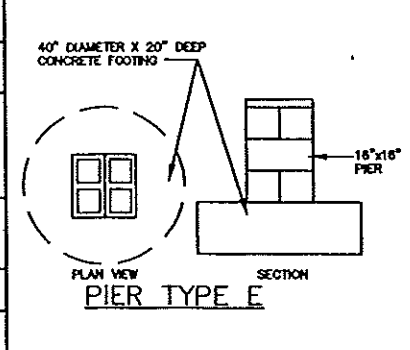 40" DIAMETER X 20" DEEP
CONCRETE FOOTING
16"x16"
PIER
PLAN VIEW
SECTION
PIER TYPE E